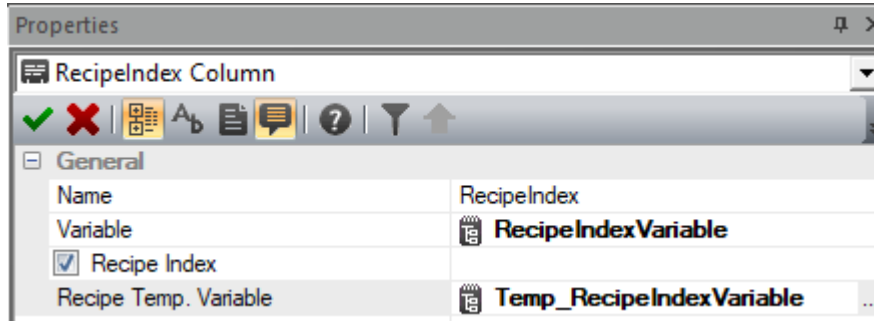 Properties
RecipeIndex Column
General
Name RecipeIndex
Variable RecipeIndexVariable
Recipe Index
Recipe Temp. Variable Temp_RecipeIndexVariable ...